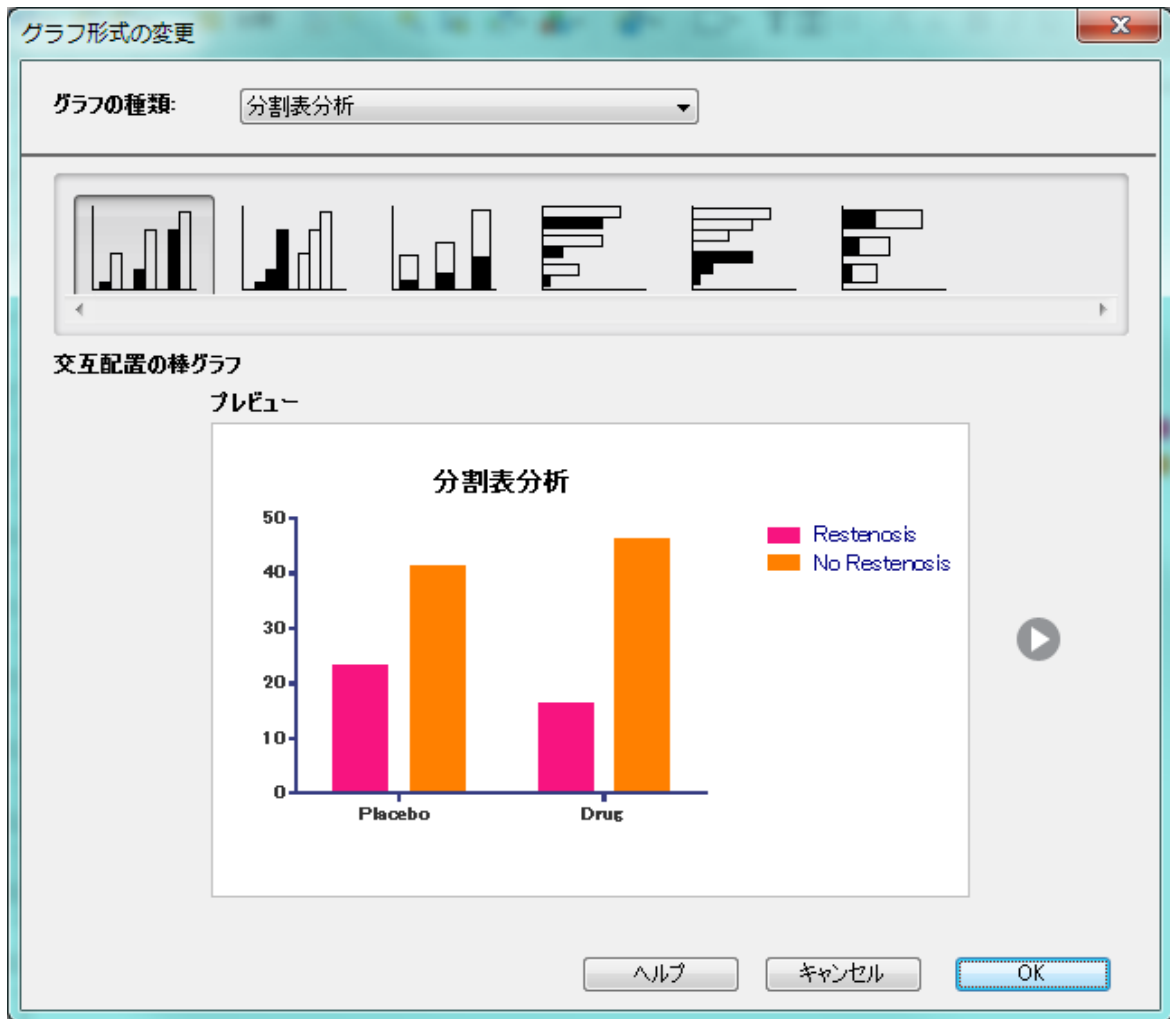 グラフ形式の変更
グラフの種類:
分割表分析
交互配置の棒グラフ
プレビュー
分割表分析
50
40
30
20
10
0
Placebo
Drug
Restenosis
No Restenosis
ヘルプ
キャンセル
OK